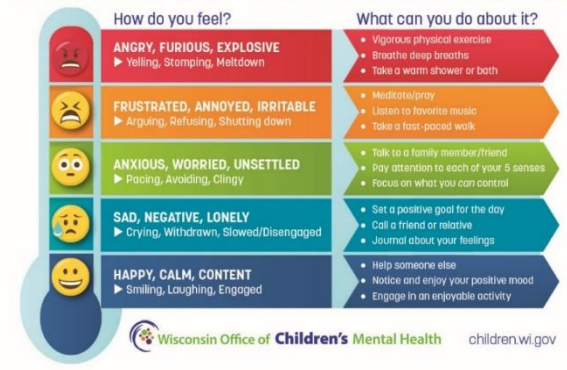 How do you feel?
What can you do about it?
ANGRY, FURIOUS, EXPLOSIVE
▶ Yelling, Stomping, Meltdown
• Vigorous physical exercise
• Breathe deep breaths
• Take a warm shower or bath
FRUSTRATED, ANNOYED, IRRITABLE
▶ Arguing, Refusing, Shutting down
• Meditate/pray
• Listen to favorite music
• Take a fast-paced walk
ANXIOUS, WORRIED, UNSETTLED
▶ Pacing, Avoiding, Clingy
• Talk to a family member/friend
• Pay attention to each of your 5 senses
• Focus on what you can control
SAD, NEGATIVE, LONELY
▶ Crying, Withdrawn, Slowed/Disengaged
• Set a positive goal for the day
• Call a friend or relative
• Journal about your feelings
HAPPY, CALM, CONTENT
▶ Smiling, Laughing, Engaged
• Help someone else
• Notice and enjoy your positive mood
• Engage in an enjoyable activity
Wisconsin Office of Children's Mental Health
children.wi.gov